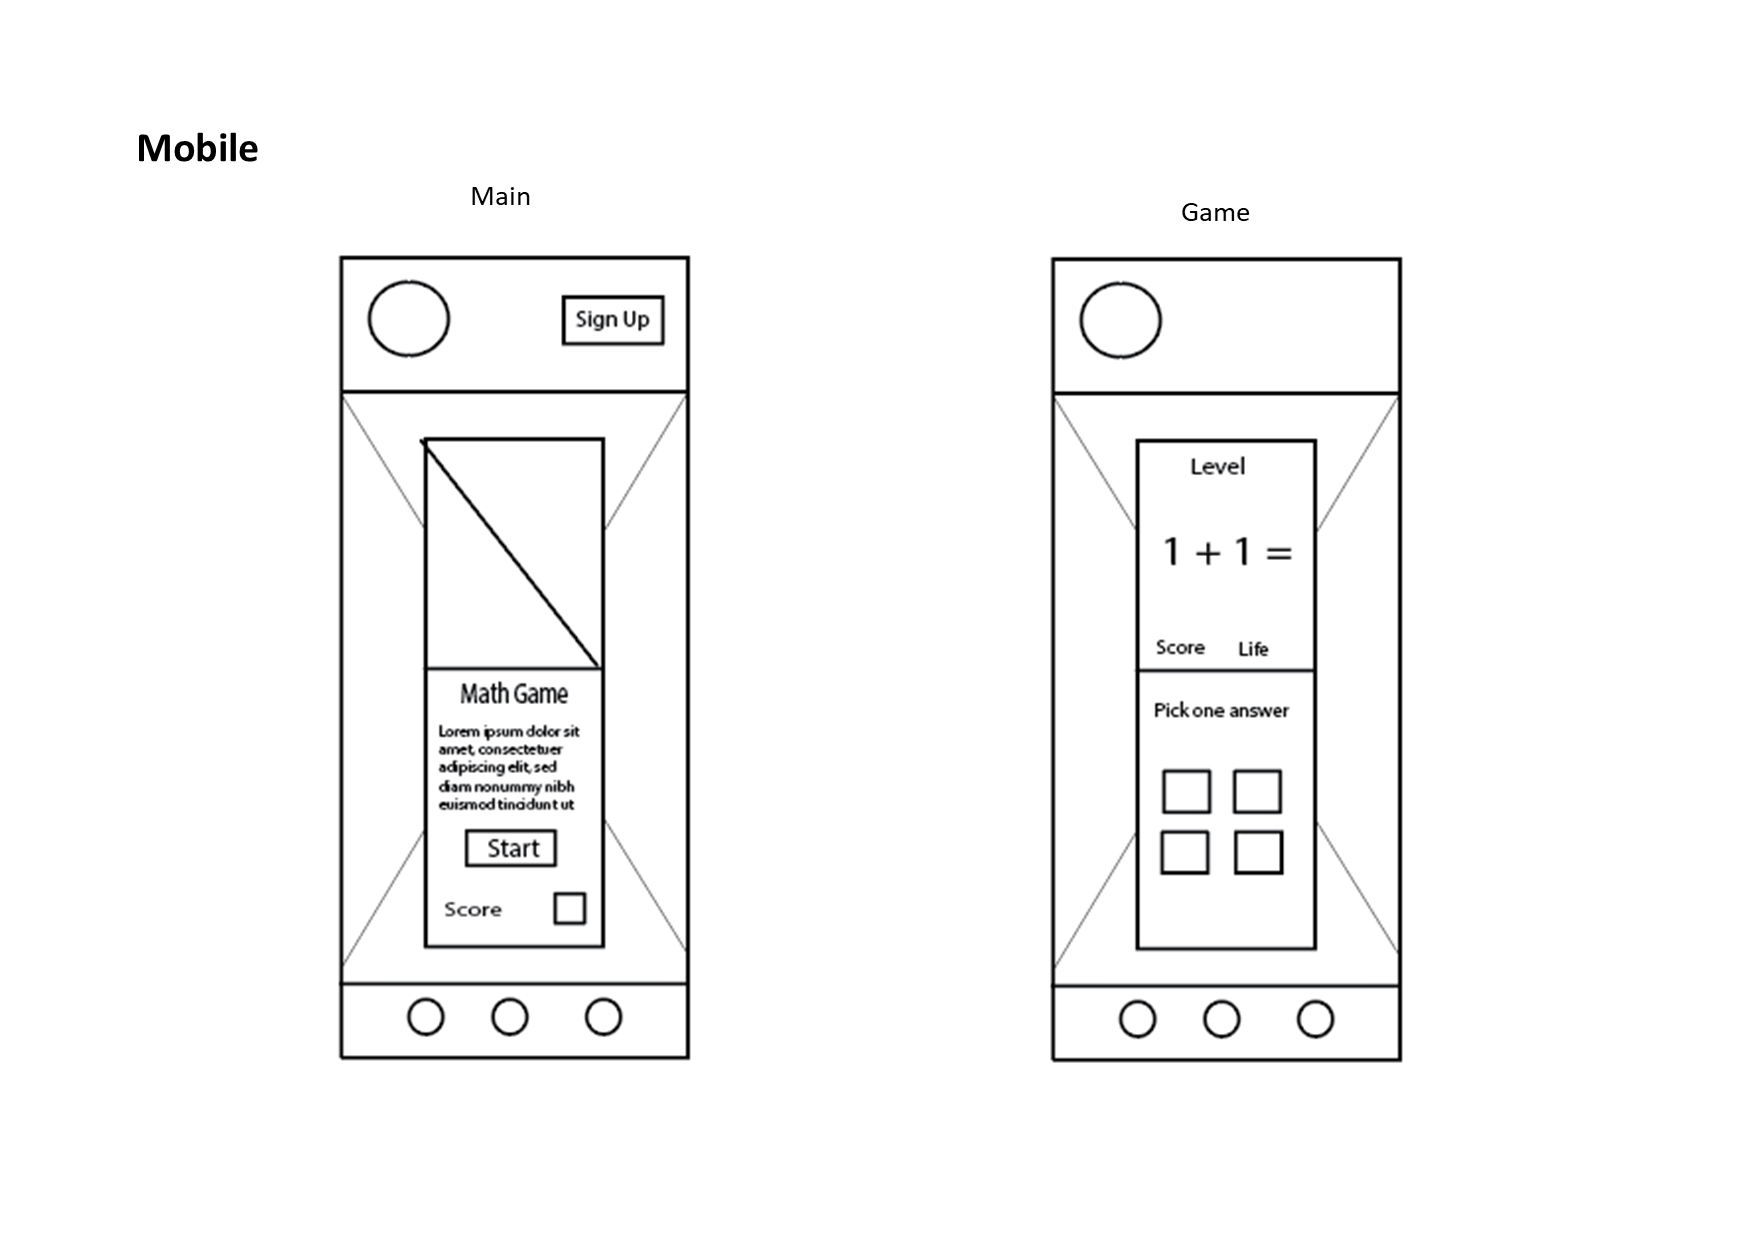 Mobile
Main
Sign Up
Math Game
Lorem ipsum dolor sit
amet, consectetuer
adipiscing elit, sed
diam nonummy nibh
euismod tincidunt ut
Start
Score
Game
Level
1 + 1 =
Score Life
Pick one answer